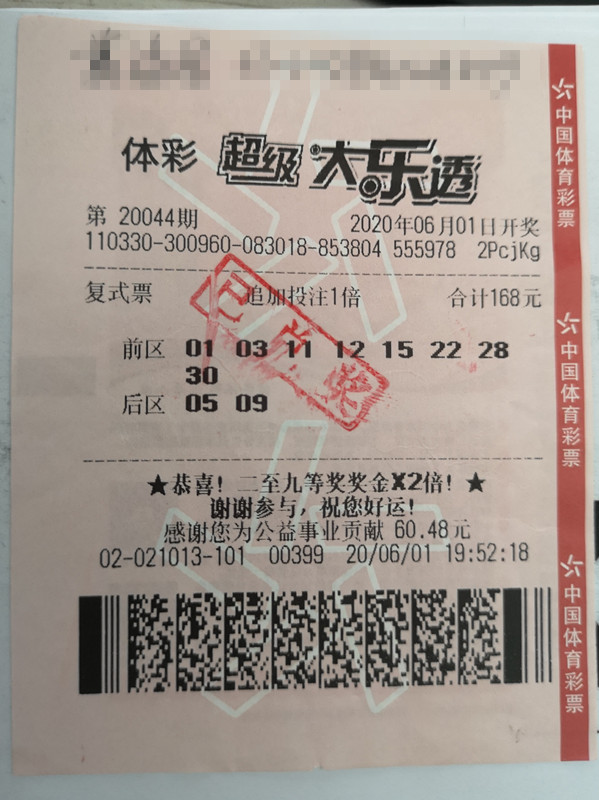 体彩 超级大乐透
第 20044期 2020年06月01日开奖
110330-300960-083018-853804 555978 2PcjKg
复式票 追加投注1倍 合计168元
前区 01 03 11 12 15 22 28
30
后区 05 09
已兑奖
★恭喜! 二至九等奖奖金X2倍! ★
谢谢参与, 祝您好运!
感谢您为公益事业贡献 60.48元
02-021013-101 00399 20/06/01 19:52:18
中国体育彩票
中国体育彩票
中国体育彩票